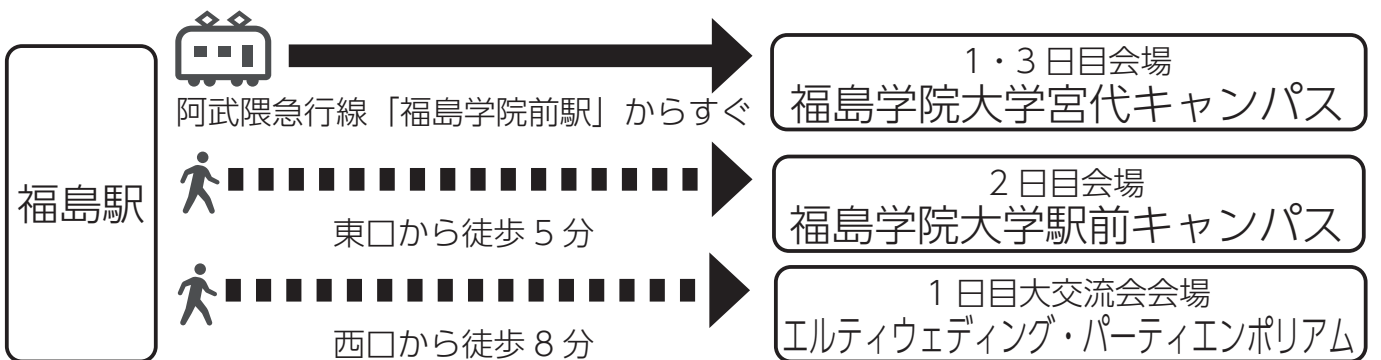 福島駅
阿武隈急行線「福島学院前駅」からすぐ
1・3日目会場
福島学院大学宮代キャンパス
東口から徒歩5分
2日目会場
福島学院大学駅前キャンパス
西口から徒歩8分
1日目大交流会会場
エルティウェディング・パーティエンポリアム